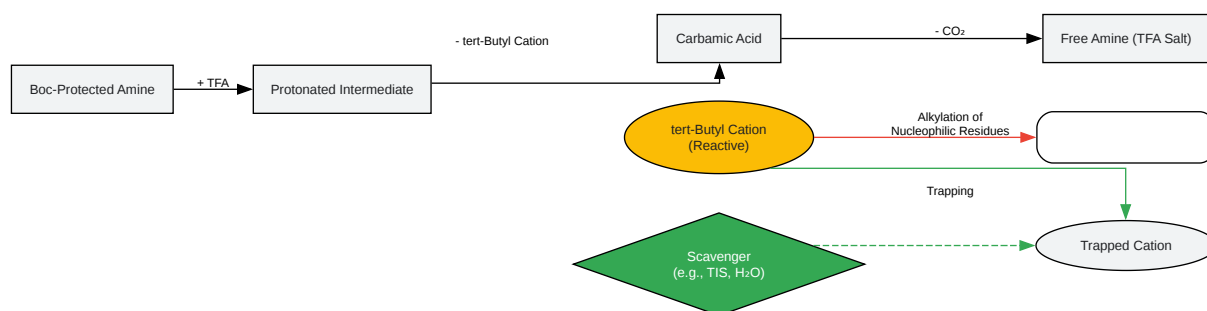 - tert-Butyl Cation
Carbamic Acid
- CO₂
Free Amine (TFA Salt)
Boc-Protected Amine
+ TFA
Protonated Intermediate
tert-Butyl Cation
(Reactive)
Alkylation of
Nucleophilic Residues
Trapping
Scavenger
(e.g., TIS, H₂O)
Trapped Cation